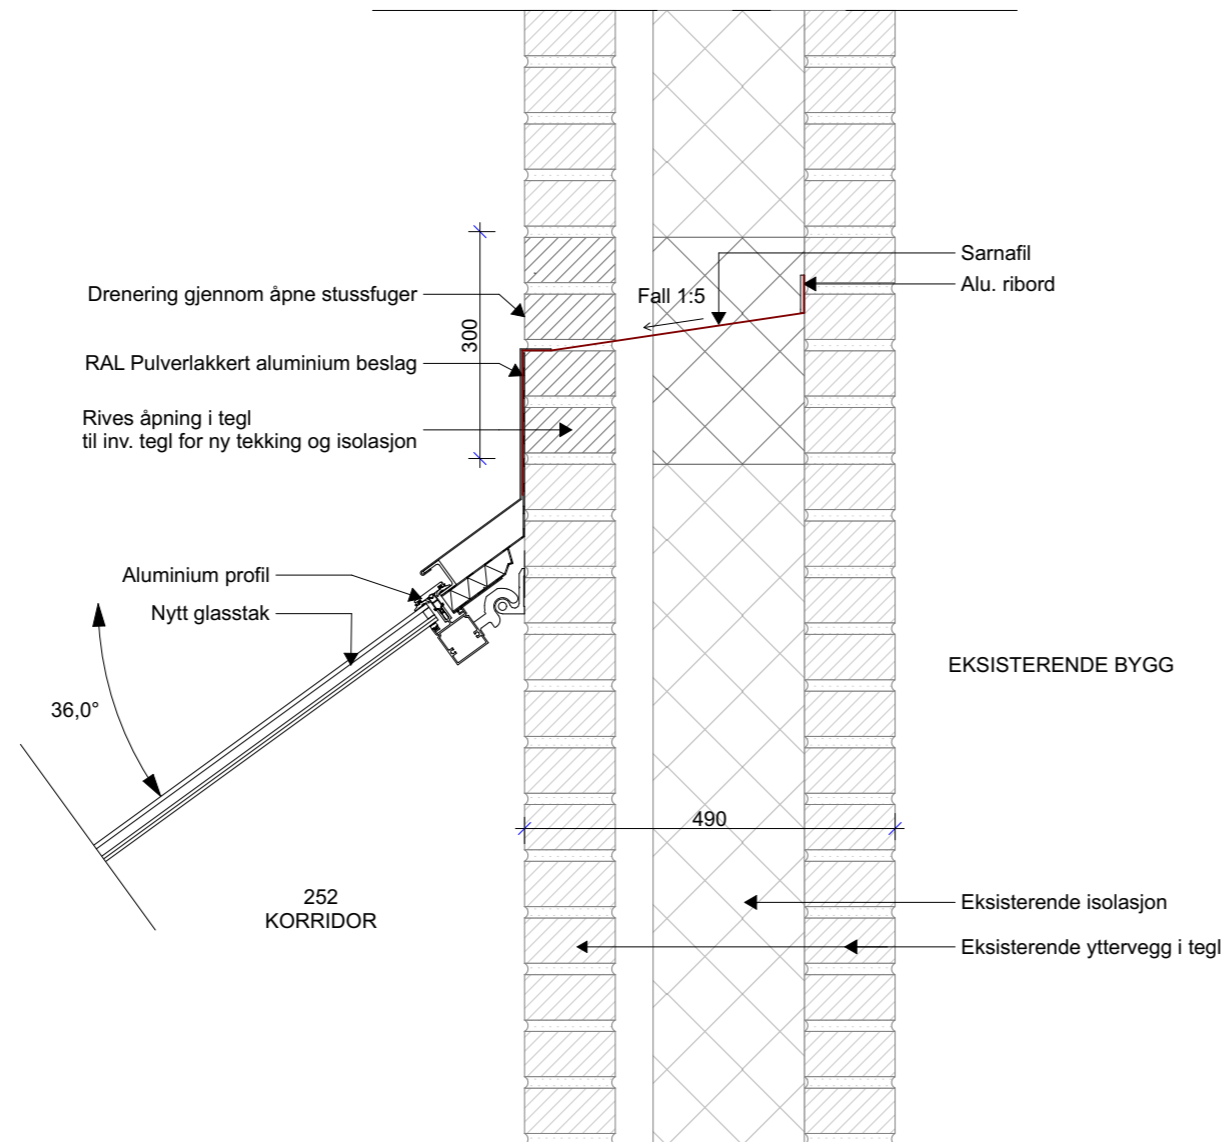 Sarnafil
Drenering gjennom åpne stussfuger
Fall 1:5
Alu. ribord
300
RAL Pulverlakkert aluminium beslag
Rives åpning i tegl
til inv. tegl for ny tekking og isolasjon
Aluminium profil
Nytt glasstak
36,0°
EKSISTERENDE BYGG
490
252
KORRIDOR
Eksisterende isolasjon
Eksisterende yttervegg i tegl